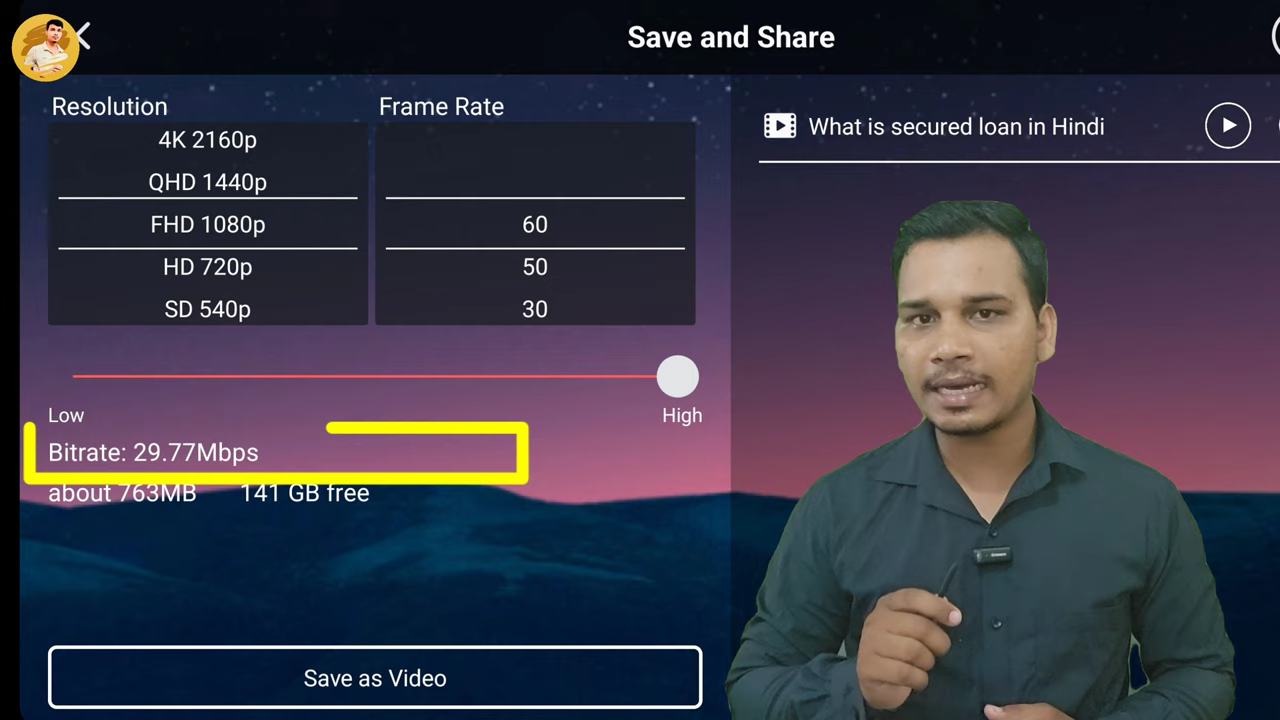 Save and Share
Resolution
Frame Rate
4K 2160p
QHD 1440p
FHD 1080p
HD 720p
SD 540p
60
50
30
Low
High
Bitrate: 29.77Mbps
about 763MB 141 GB free
Save as Video
What is secured loan in Hindi